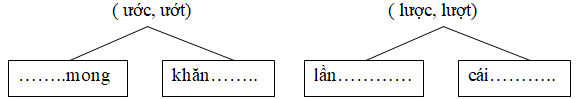 ( ước, ướt) ( lược, lượt)
……..mong khăn…….. lần………… cái………..